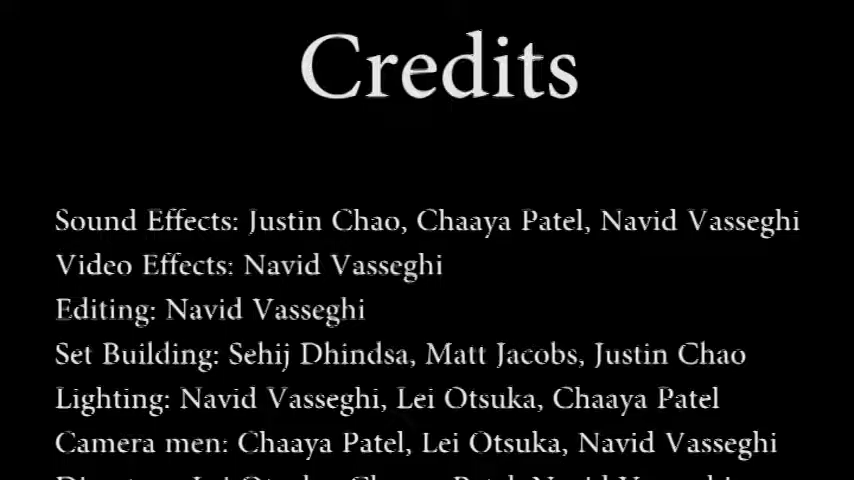 Credits
Sound Effects: Justin Chao, Chaaya Patel, Navid Vasseghi
Video Effects: Navid Vasseghi
Editing: Navid Vasseghi
Set Building: Sehij Dhindsa, Matt Jacobs, Justin Chao
Lighting: Navid Vasseghi, Lei Otsuka, Chaaya Patel
Camera men: Chaaya Patel, Lei Otsuka, Navid Vasseghi